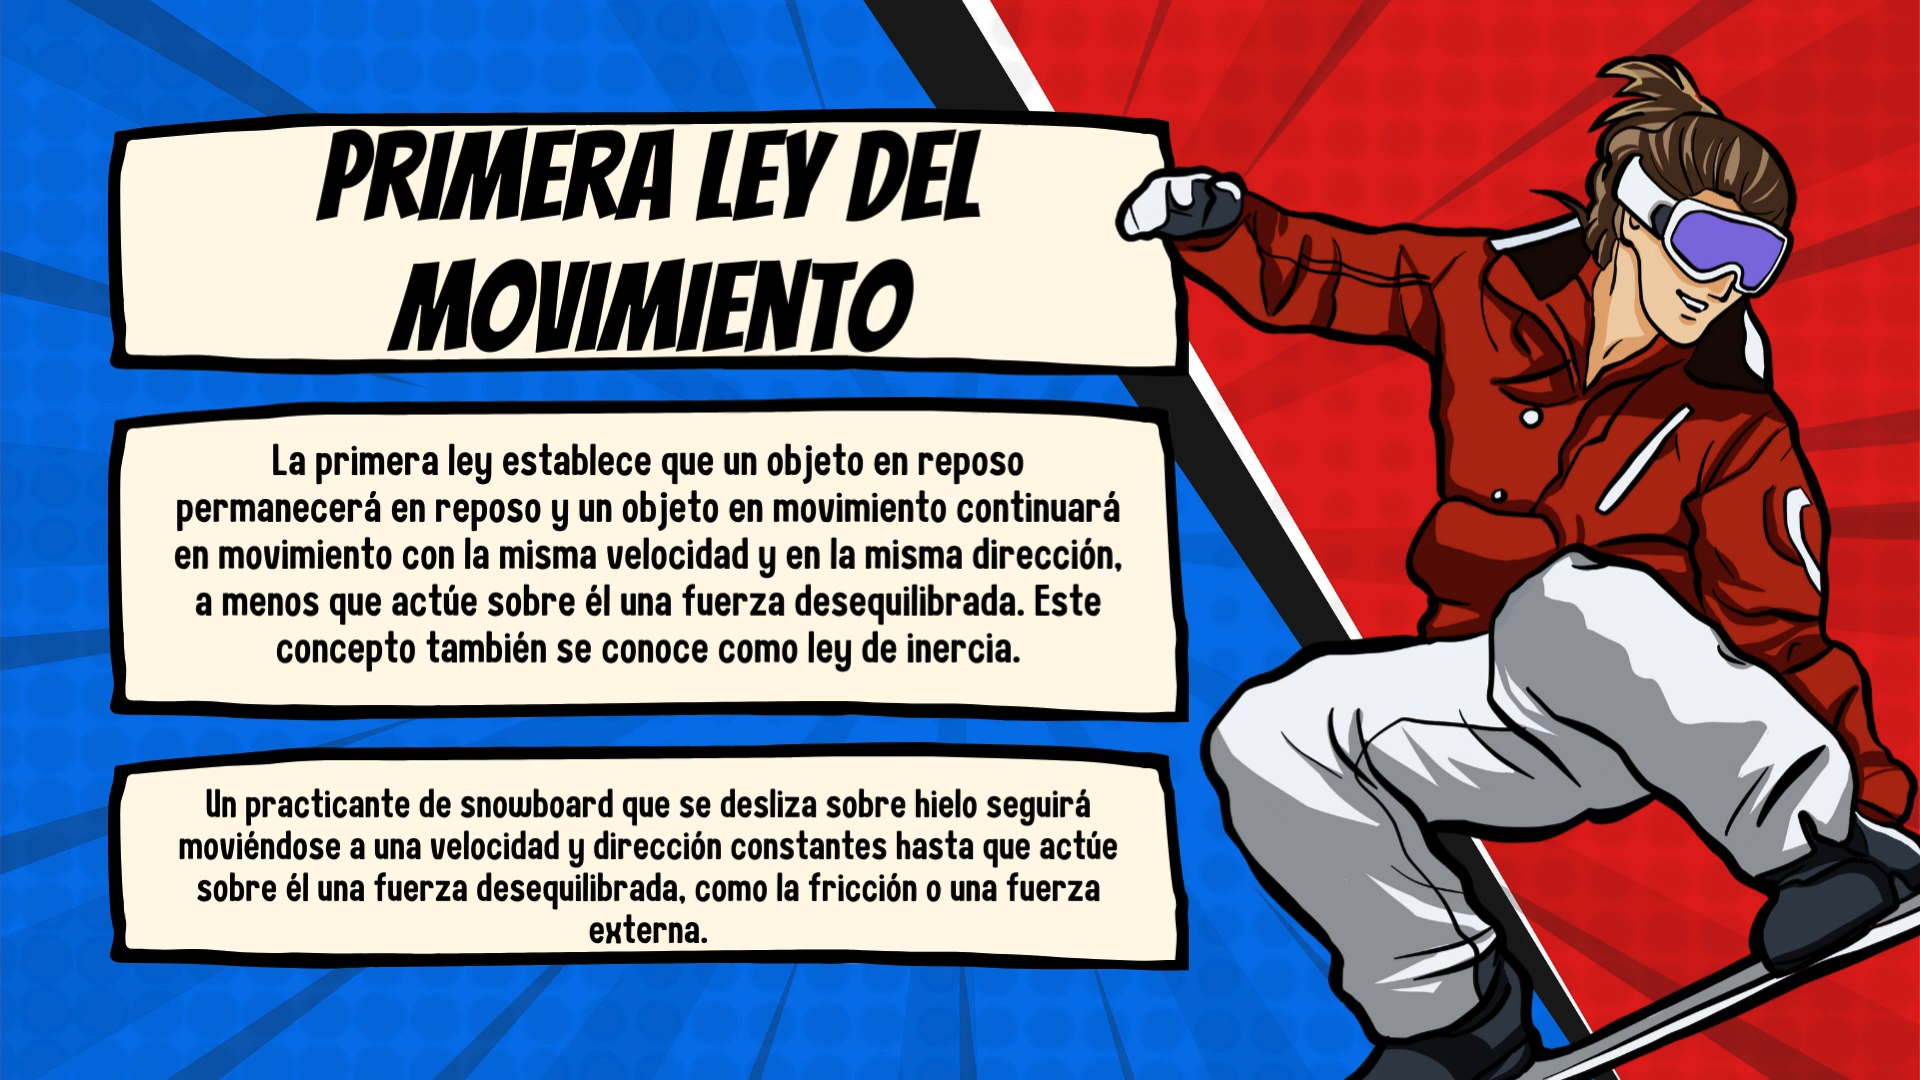 PRIMERA LEY DEL
MOVIMIENTO
La primera ley establece que un objeto en reposo
permanecerá en reposo y un objeto en movimiento continuará
en movimiento con la misma velocidad y en la misma dirección,
a menos que actúe sobre él una fuerza desequilibrada. Este
concepto también se conoce como ley de inercia.
Un practicante de snowboard que se desliza sobre hielo seguirá
moviéndose a una velocidad y dirección constantes hasta que actúe
sobre él una fuerza desequilibrada, como la fricción o una fuerza
externa.